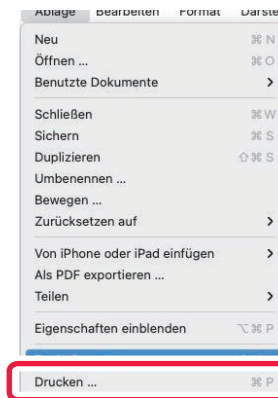 Ablage Bearbeiten Format Darste
Neu ⌘ N
Öffnen ... ⌘ O
Benutzte Dokumente >
Schließen ⌘ W
Sichern ⌘ S
Duplizieren ⇧ ⌘ S
Umbenennen ...
Bewegen ...
Zurücksetzen auf >
Von iPhone oder iPad einfügen >
Als PDF exportieren ...
Teilen >
Eigenschaften einblenden ⌥ ⌘ P
Drucken ... ⌘ P